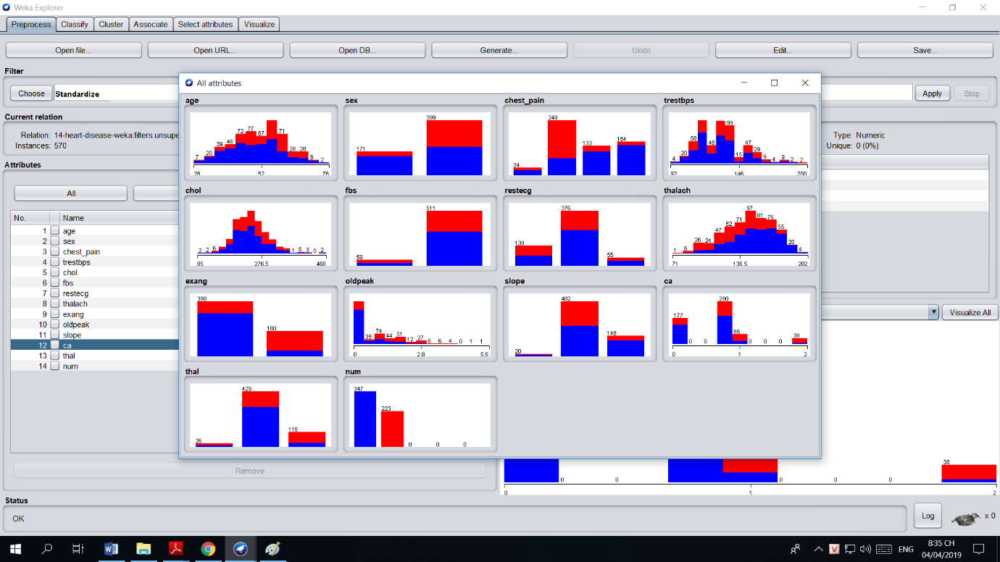 Weka Explorer
Preprocess Classify Cluster Associate Select attributes Visualize
Open file... Open URL... Open DB... Generate... Undo Edit... Save...
Filter
Choose Standardize Apply Stop
Current relation
Relation: 14-heart-disease-weka.filters.unsupe
Instances: 570
Type: Numeric
Unique: 0 (0%)
Attributes
All
No. Name
1 age
2 sex
3 chest_pain
4 trestbps
5 chol
6 fbs
7 restecg
8 thalach
9 exang
10 oldpeak
11 slope
12 ca
13 thal
14 num
Remove
Visualize All
All attributes
age
7 20 39 46 72 77 67 71 28 28 8 2
28 52 76
sex
171 399
chest_pain
34 249 133 154
trestbps
4 20 58 48 99 15 47 29 9 4 9 2 2
92 146 200
chol
2 2 6 1 6 3 0 2
85 276.5 468
fbs
59 511
restecg
139 376 55
thalach
1 6 26 24 47 62 71 97 81 76 55 20 4
71 136.5 202
exang
390 180
oldpeak
35 74 44 51 12 27 6 6 4 0 1 1
0 2.8 5.6
slope
20 402 148
ca
177 0 0 290 65 0 0 0 38
0 1 2
thal
26 429 115
num
347 223 0 0 0
0 0 0 0 0 38
0 1 2
Status
OK
Log x 0
ENG 8:35 CH
04/04/2019